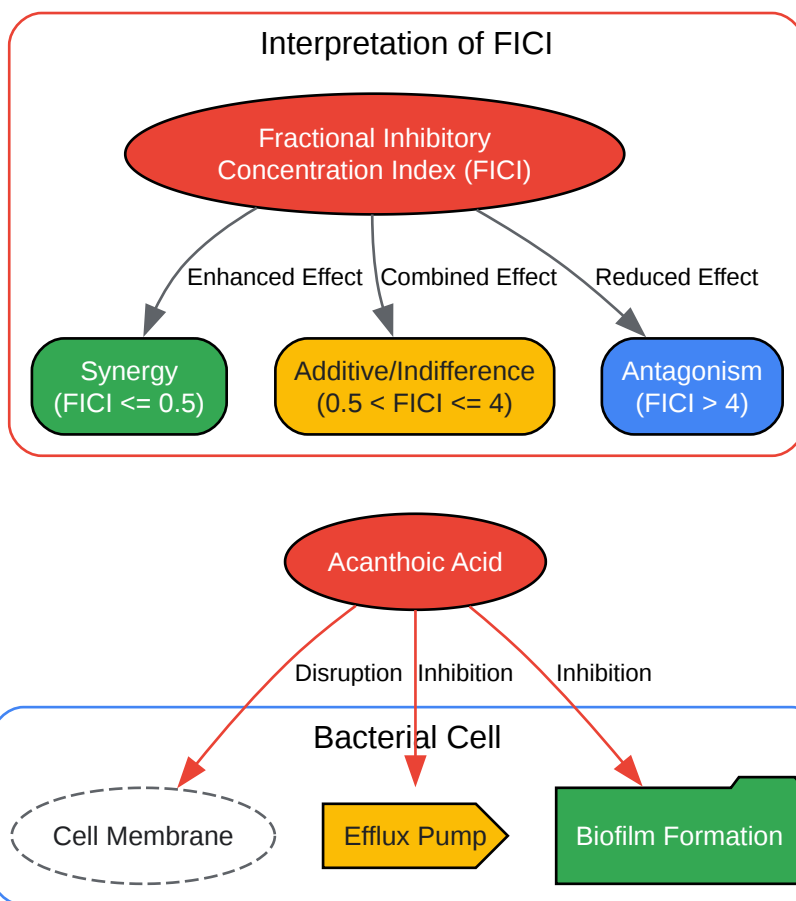 Interpretation of FICI
Fractional Inhibitory
Concentration Index (FICI)
Enhanced Effect
Combined Effect
Reduced Effect
Synergy
(FICI <= 0.5)
Additive/Indifference
(0.5 < FICI <= 4)
Antagonism
(FICI > 4)
Acanthoic Acid
Disruption
Inhibition
Inhibition
Bacterial Cell
Cell Membrane
Efflux Pump
Biofilm Formation